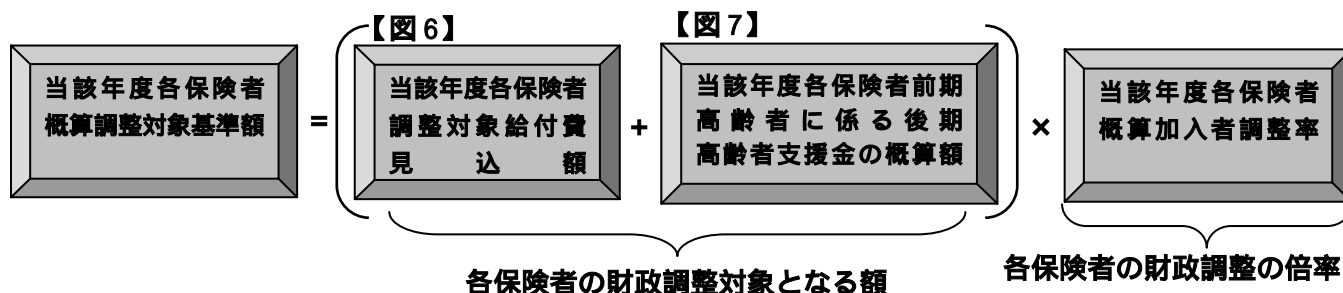 【図6】
【図7】
当該年度各保険者
概算調整対象基準額
=
当該年度各保険者
調整対象給付費
見込額
+
当該年度各保険者前期
高齢者に係る後期
高齢者支援金の概算額
×
当該年度各保険者
概算加入者調整率
各保険者の財政調整対象となる額
各保険者の財政調整の倍率